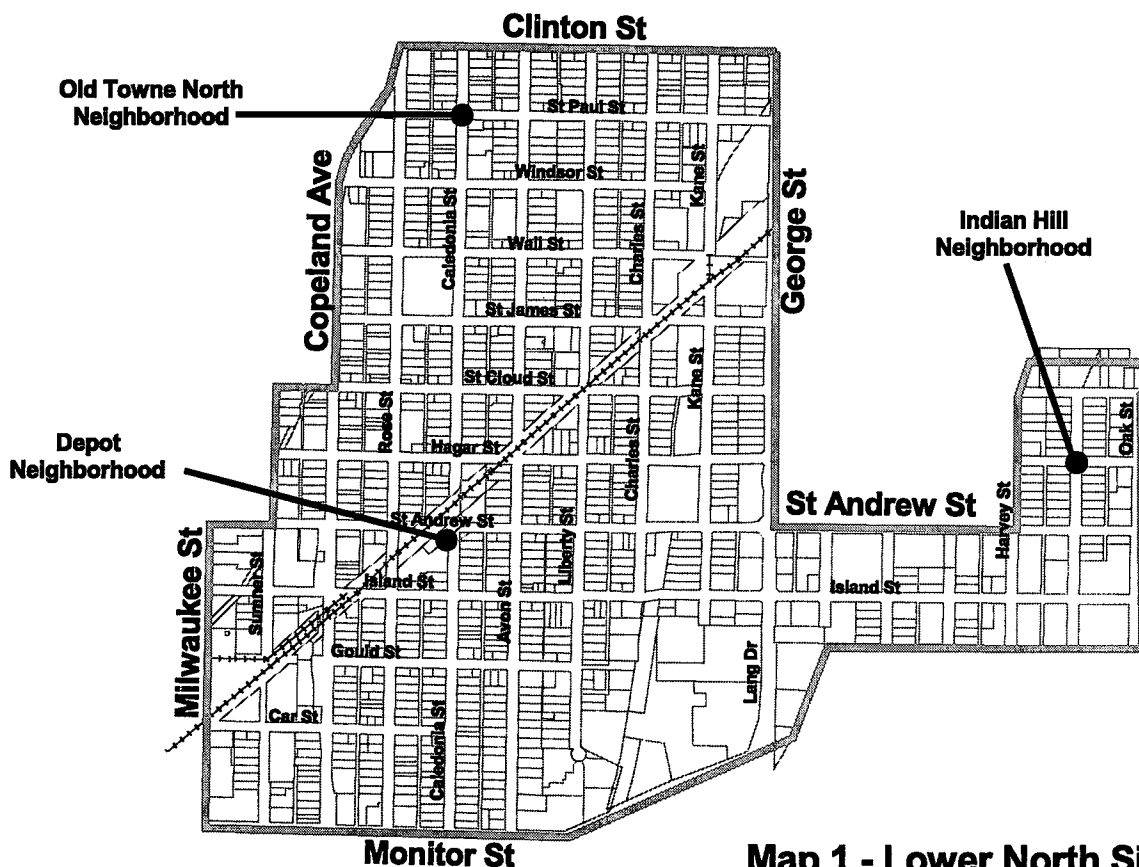 Clinton St
Old Towne North
Neighborhood
St Paul St
Windsor St
Kane St
Copeland Ave
Caledonia St
Charles St
George St
Wall St
Indian Hill
Neighborhood
St James St
St Cloud St
Kane St
Rose St
Oak St
Depot
Neighborhood
Hagar St
Charles St
St Andrew St
St Andrew St
Harvey St
Milwaukee St
Sumner St
Island St
Liberty St
Avon St
Island St
Gould St
Lang Dr
Car St
Caledonia St
Monitor St
Map 1 - Lower North Si